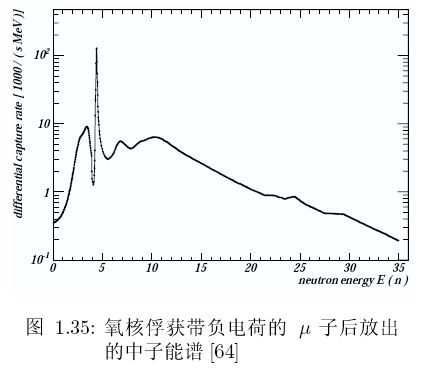 differential capture rate [ 1000/ ( s MeV)]
10²
10
1
10⁻¹
0 5 10 15 20 25 30 35
neutron energy E ( n )
图 1.35: 氧核俘获带负电荷的 μ 子后放出
的中子能谱 [64]